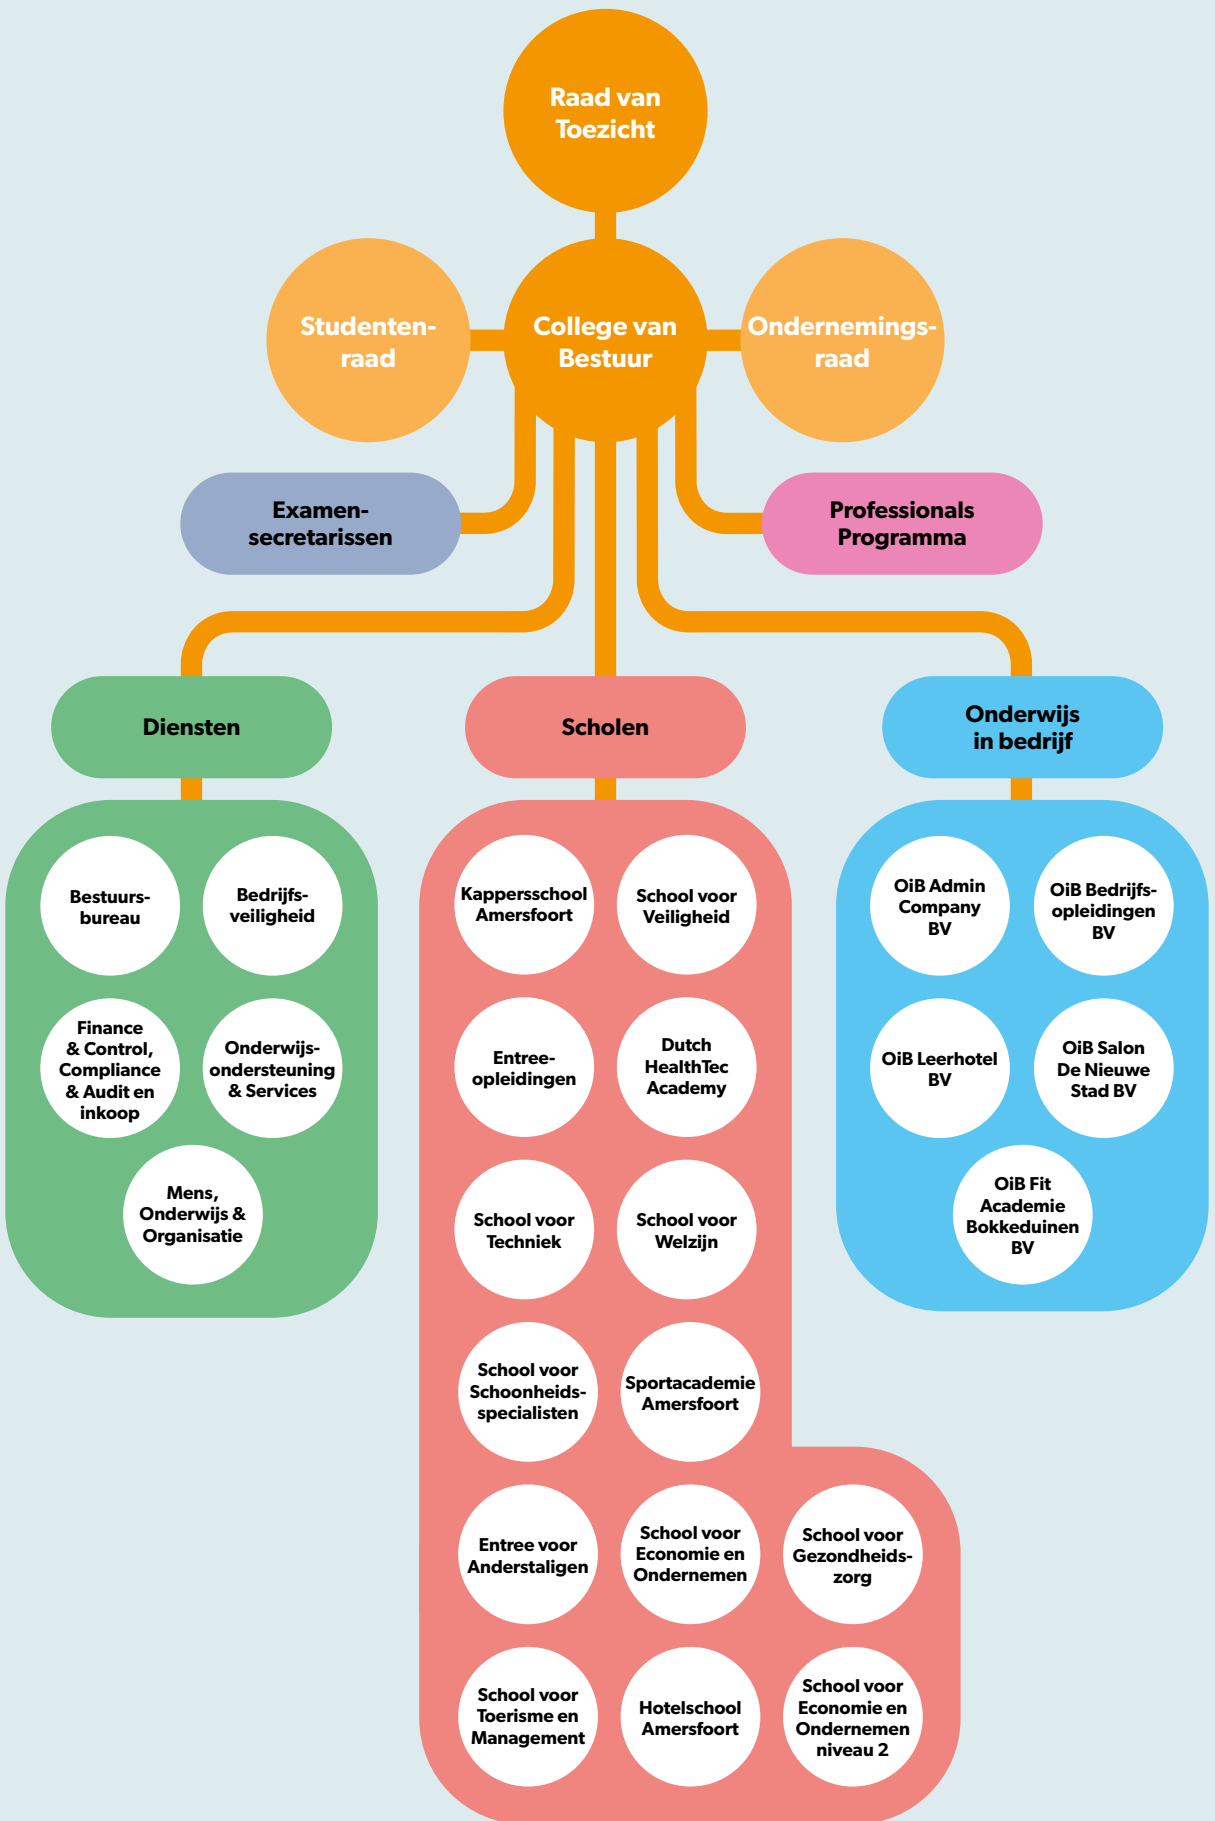 Raad van
Toezicht
Studenten-
raad
College van
Bestuur
Ondernemings-
raad
Examen-
secretarissen
Professionals
Programma
Diensten
Scholen
Onderwijs
in bedrijf
Bestuurs-
bureau
Bedrijfs-
veiligheid
Finance
& Control,
Compliance
& Audit en
inkoop
Onderwijs-
ondersteuning
& Services
Mens,
Onderwijs &
Organisatie
Kappersschool
Amersfoort
School voor
Veiligheid
Entree-
opleidingen
Dutch
HealthTec
Academy
School voor
Techniek
School voor
Welzijn
School voor
Schoonheids-
specialisten
Sportacademie
Amersfoort
Entree voor
Anderstaligen
School voor
Economie en
Ondernemen
School voor
Gezondheids-
zorg
School voor
Toerisme en
Management
Hotelschool
Amersfoort
School voor
Economie en
Ondernemen
niveau 2
OiB Admin
Company
BV
OiB Bedrijfs-
opleidingen
BV
OiB Leerhotel
BV
OiB Salon
De Nieuwe
Stad BV
OiB Fit
Academie
Bokkeduinen
BV